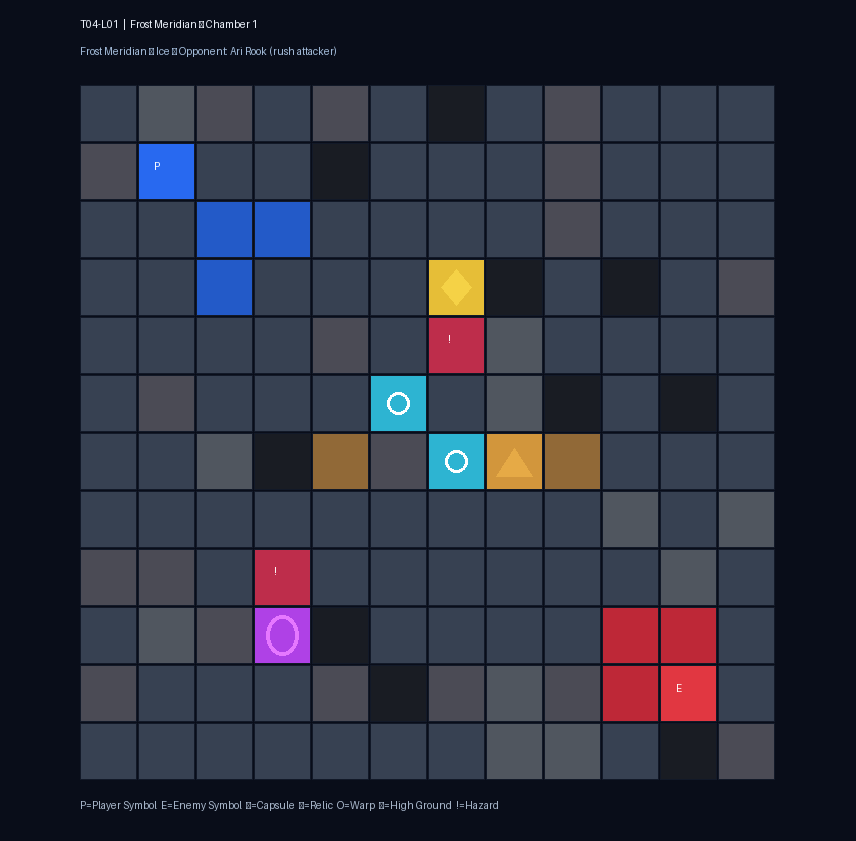 T04-L01 | Frost Meridian □ Chamber 1
Frost Meridian □ Ice □ Opponent: Ari Rook (rush attacker)
P
!
!
E
P=Player Symbol E=Enemy Symbol □=Capsule □=Relic O=Warp □=High Ground !=Hazard